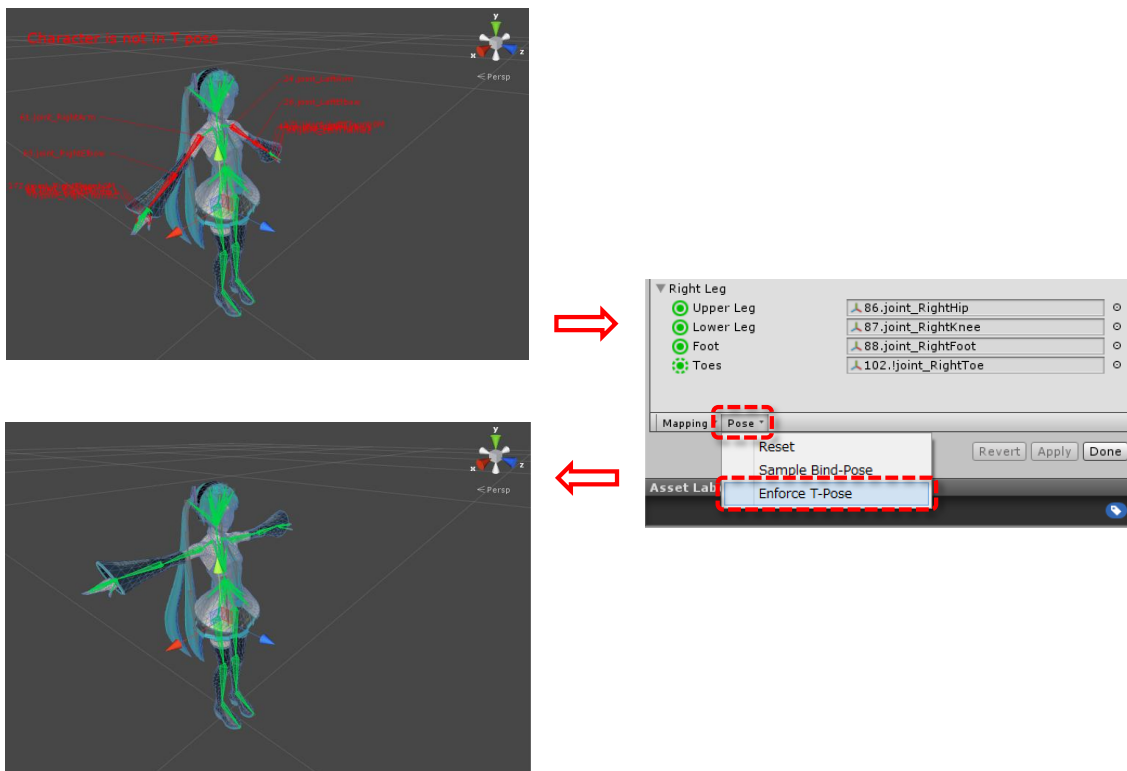 Character is not in T pose
y
x
z
<Persp
Right Leg
Upper Leg
86.joint_RightHip
Lower Leg
87.joint_RightKnee
Foot
88.joint_RightFoot
Toes
102.!joint_RightToe
Mapping
Pose
Reset
Revert
Apply
Done
Sample Bind-Pose
Asset Lab
Enforce T-Pose
y
x
z
<Persp